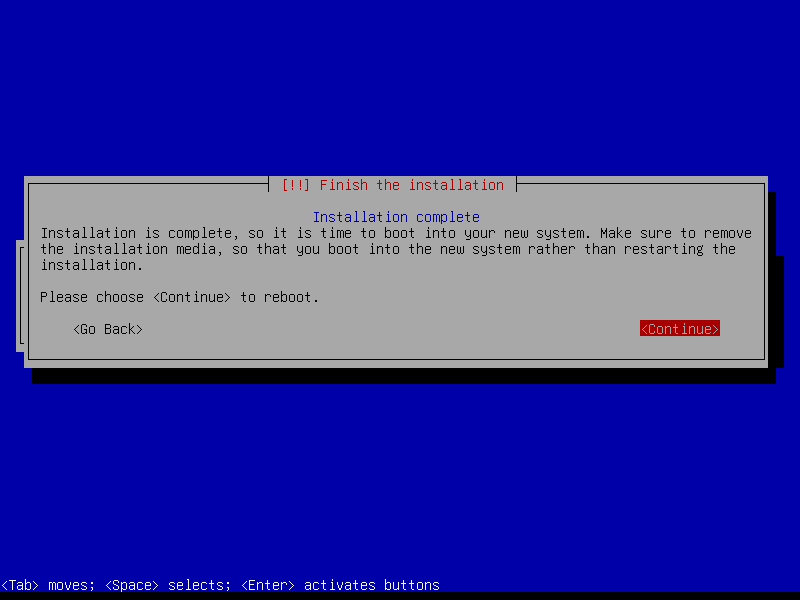 [!!] Finish the installation
Installation complete
Installation is complete, so it is time to boot into your new system. Make sure to remove
the installation media, so that you boot into the new system rather than restarting the
installation.
Please choose <Continue> to reboot.
<Go Back> <Continue>
<Tab> moves; <Space> selects; <Enter> activates buttons